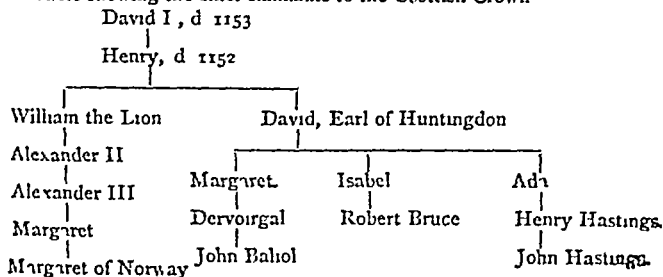 David I, d 1153
Henry, d 1152
William the Lion David, Earl of Huntingdon
Alexander II
Margaret Isabel Ada
Alexander III
Dervoirgal Robert Bruce Henry Hastings
Margaret
John Baliol John Hastings
Margaret of Norway